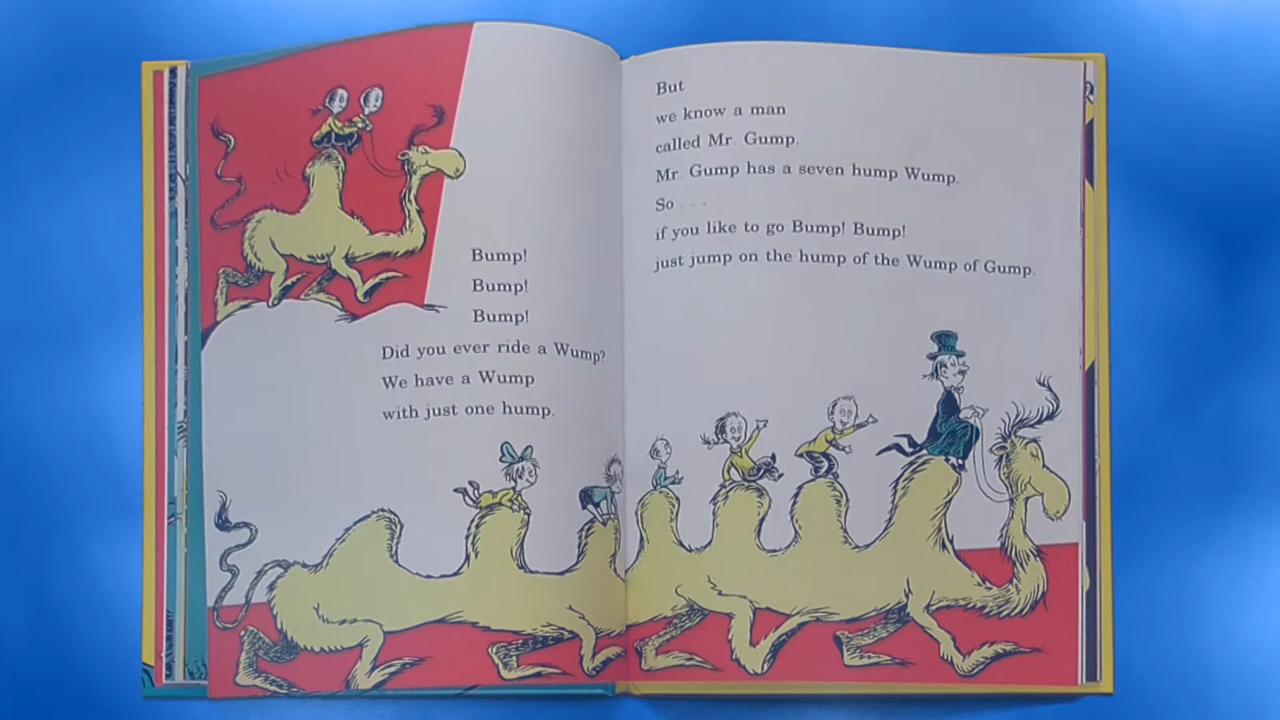 Bump!
Bump!
Bump!
Did you ever ride a Wump?
We have a Wump
with just one hump.
But
we know a man
called Mr. Gump.
Mr. Gump has a seven hump Wump.
So - - -
if you like to go Bump! Bump!
just jump on the hump of the Wump of Gump.